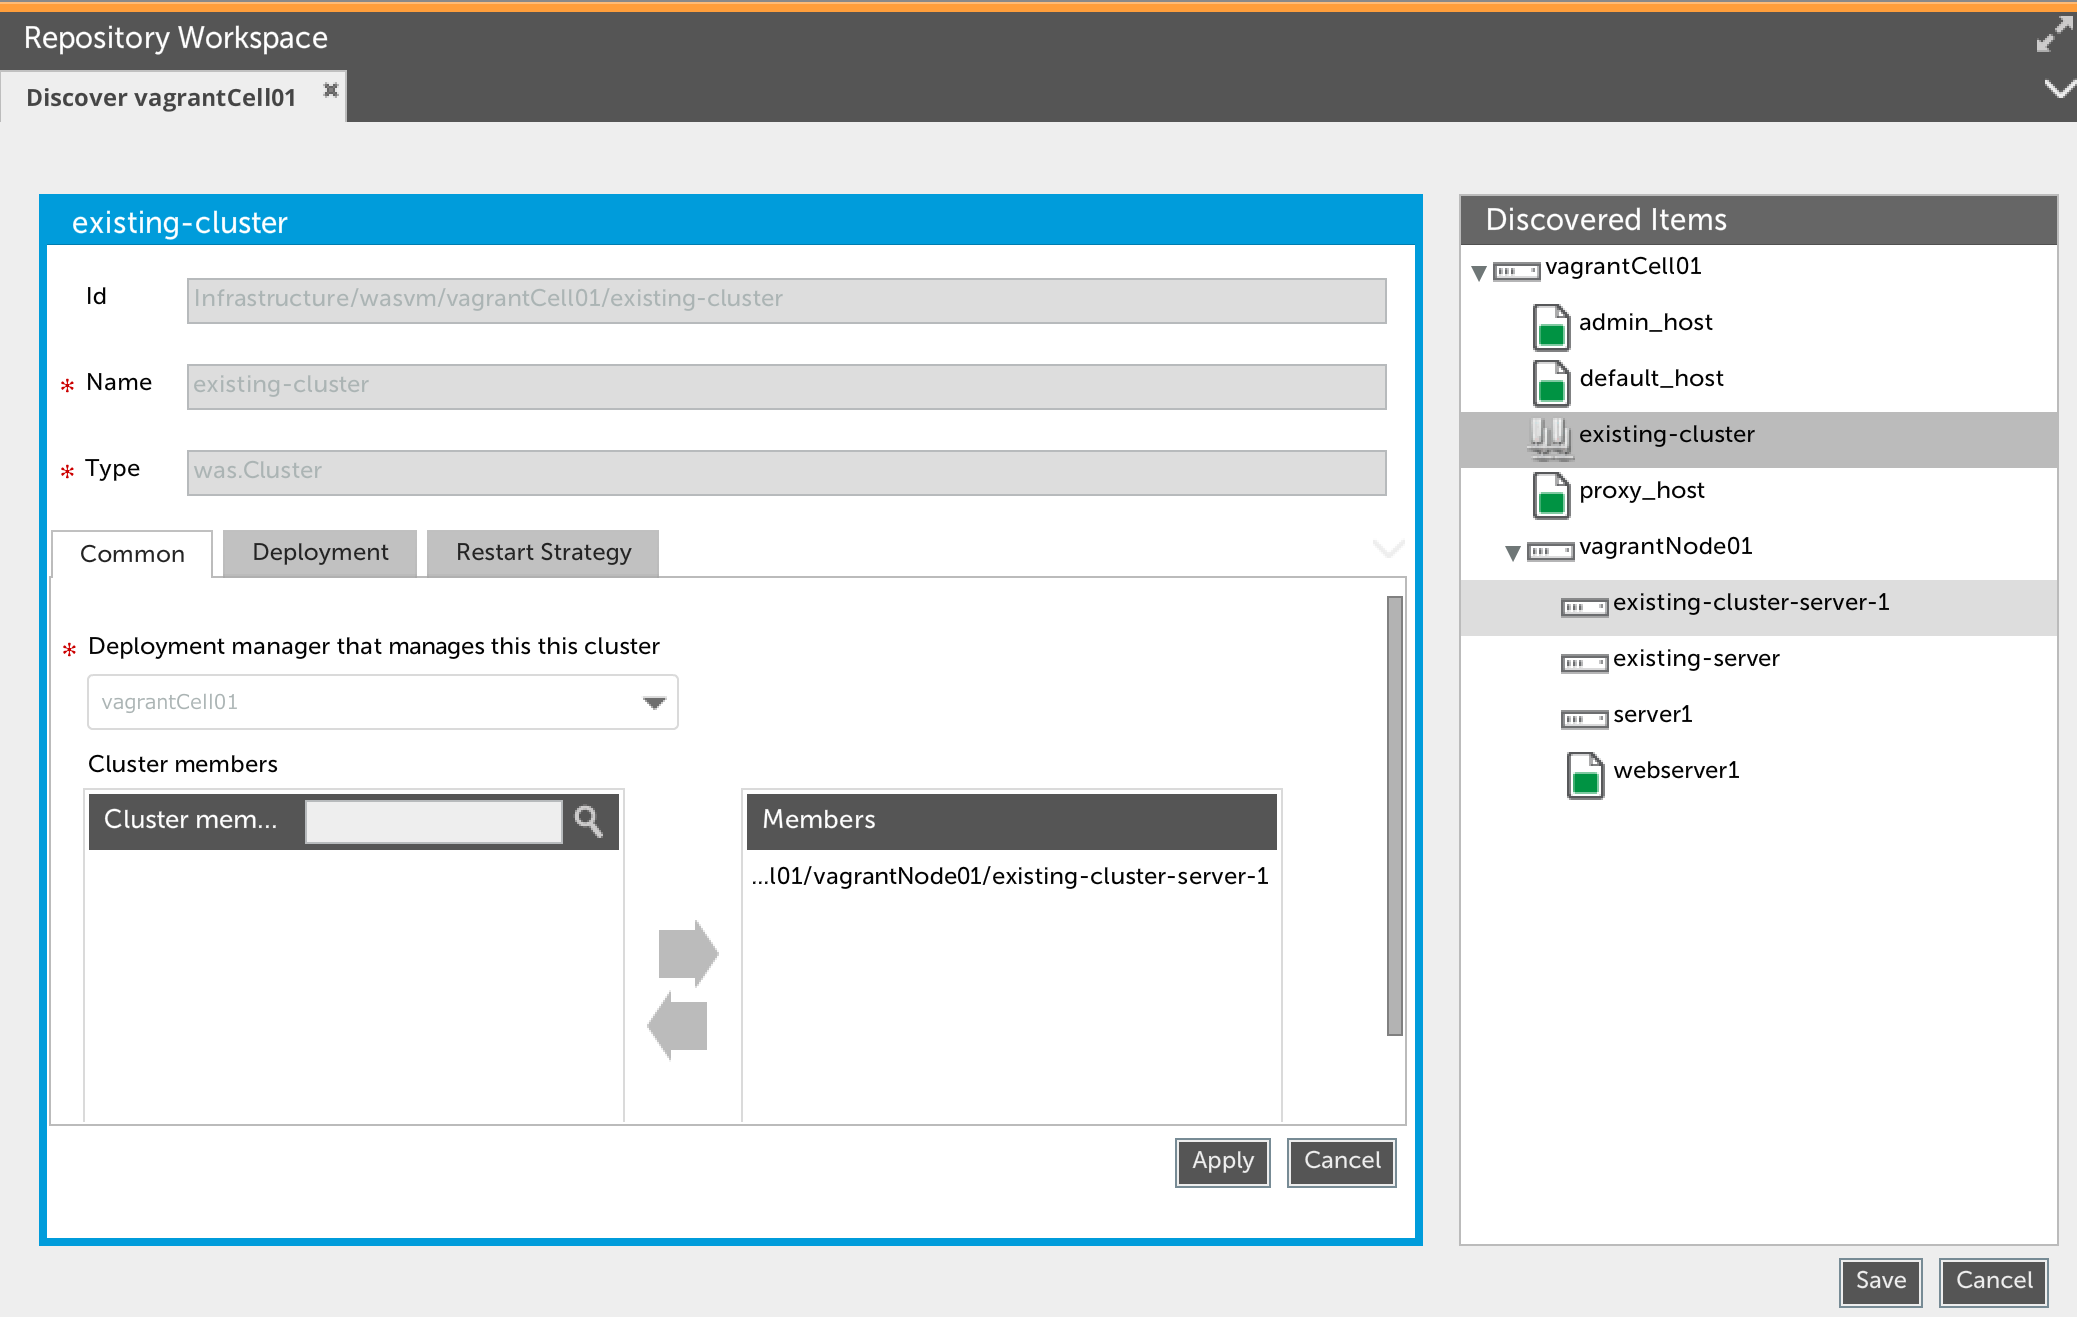 Repository Workspace
Discover vagrantCell01
existing-cluster
Id
Infrastructure/wasvm/vagrantCell01/existing-cluster
* Name
existing-cluster
* Type
was.Cluster
Common
Deployment
Restart Strategy
* Deployment manager that manages this this cluster
vagrantCell01
Cluster members
Cluster mem...
Members
...l01/vagrantNode01/existing-cluster-server-1
Apply
Cancel
Discovered Items
vagrantCell01
admin_host
default_host
existing-cluster
proxy_host
vagrantNode01
existing-cluster-server-1
existing-server
server1
webserver1
Save
Cancel